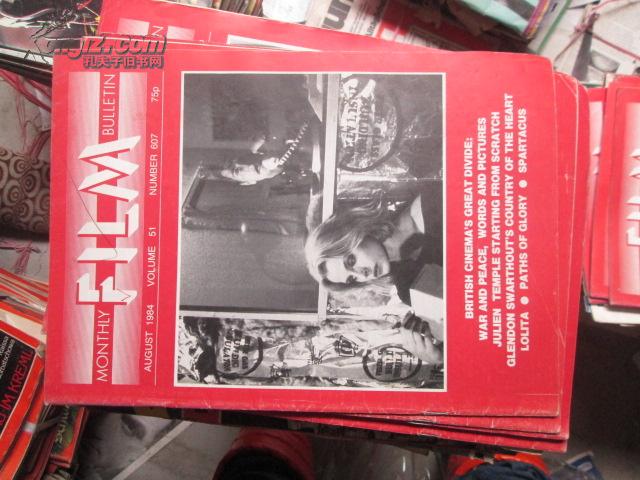 MONTHLY
FILM
BULLETIN
AUGUST 1984 VOLUME 51 NUMBER 607 75p
BRITISH CINEMA'S GREAT DIVIDE:
WAR AND PEACE, WORDS AND PICTURES
JULIEN TEMPLE STARTING FROM SCRATCH
GLENDON SWARTHOUT'S COUNTRY OF THE HEART
LOLITA ● PATHS OF GLORY ● SPARTACUS
孔夫子旧书网
IM KREML